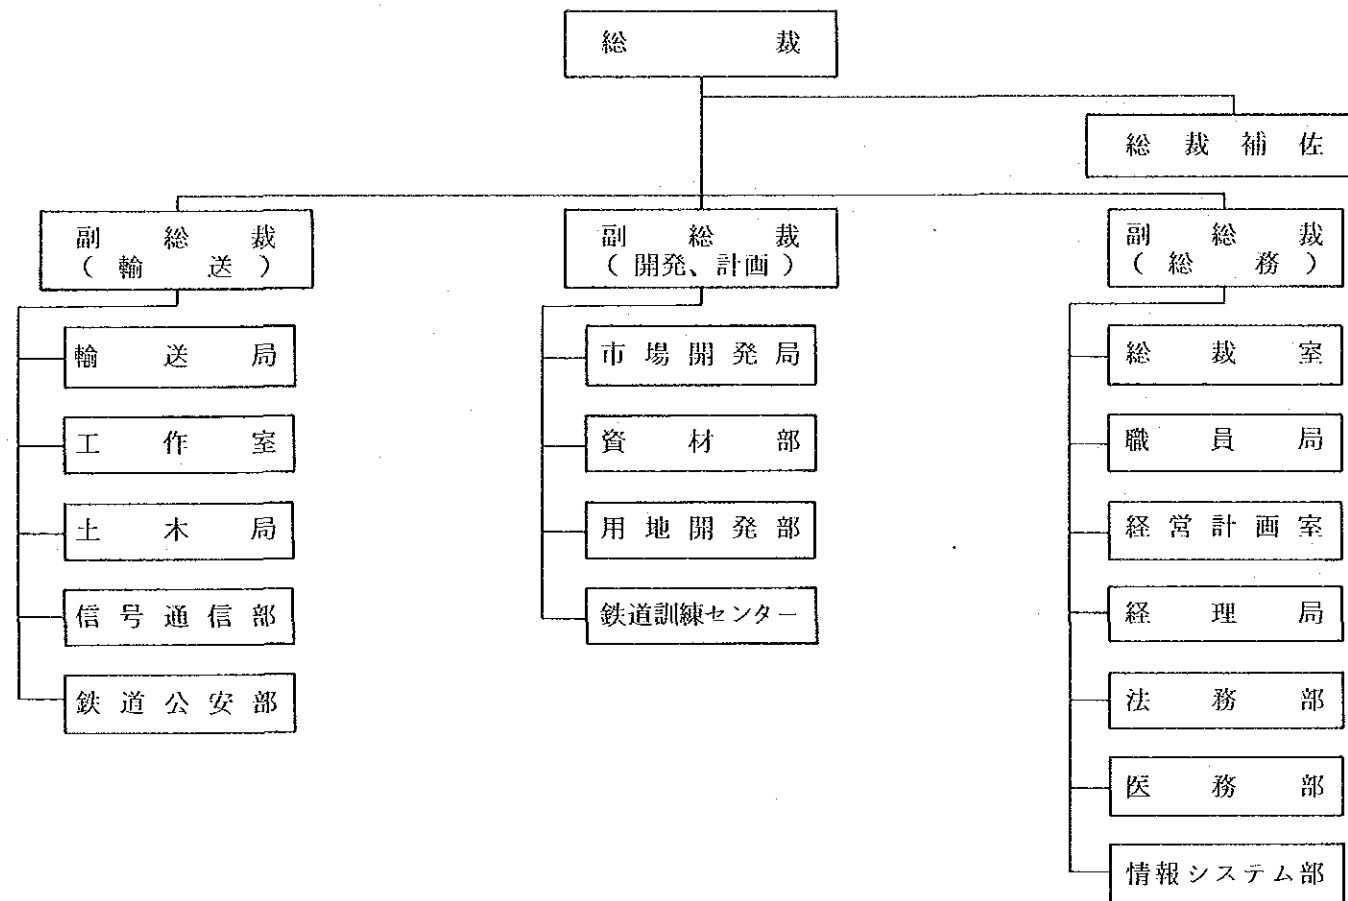 総裁
総裁補佐
副総裁
(輸送)
副総裁
(開発、計画)
副総裁
(総務)
輸送局
工作室
土木局
信号通信部
鉄道公安部
市場開発局
資材部
用地開発部
鉄道訓練センター
総裁室
職員局
経営計画室
経理局
法務部
医務部
情報システム部